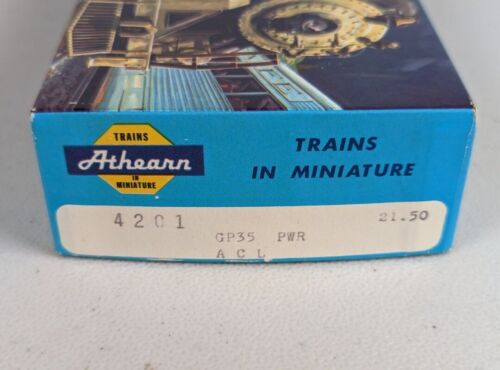 TRAINS
Athearn
IN
MINIATURE
TRAINS
IN MINIATURE
4201
21.50
GP35 PWR
A C L